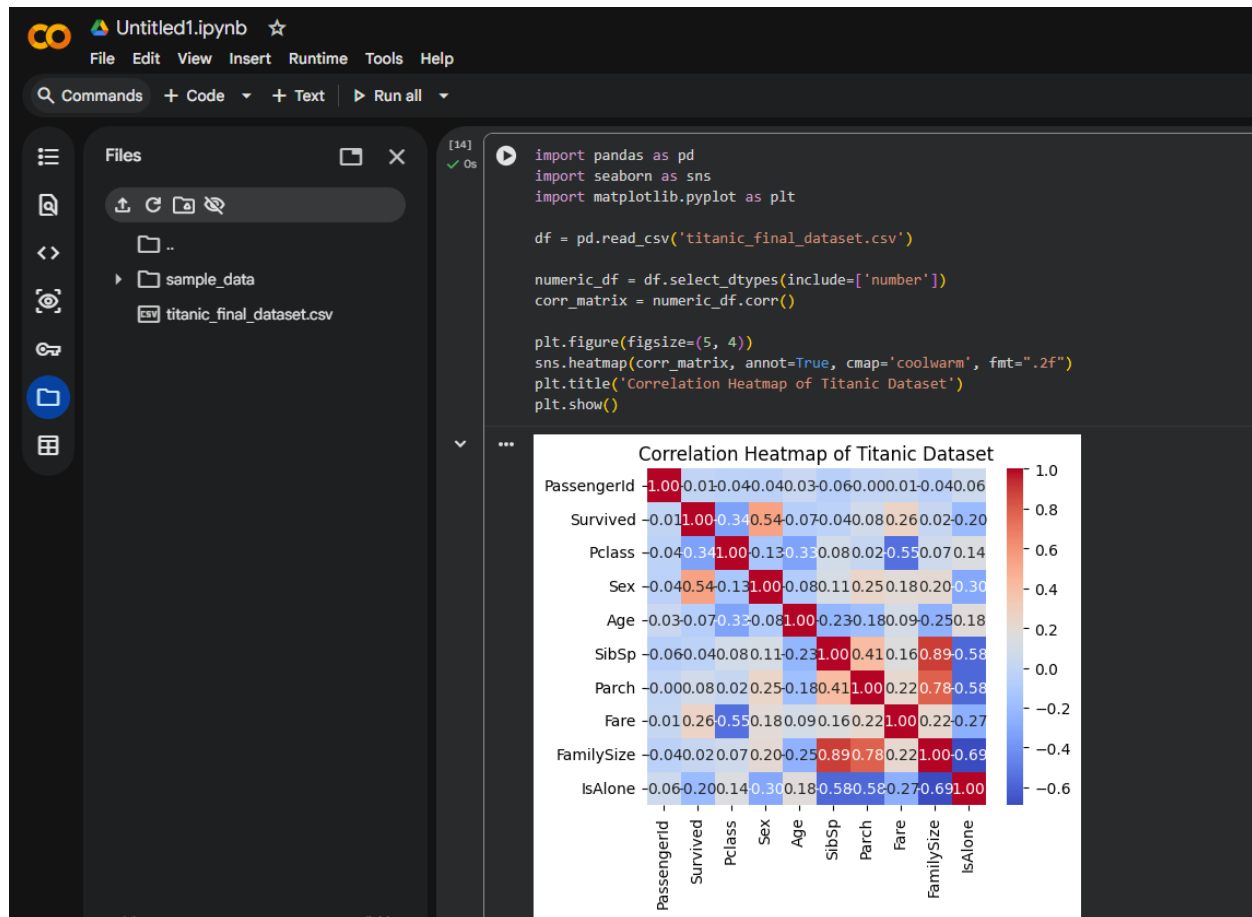 Untitled1.ipynb
File Edit View Insert Runtime Tools Help
Commands + Code + Text Run all
Files
..
sample_data
CSV titanic_final_dataset.csv
[14]
0s
import pandas as pd
import seaborn as sns
import matplotlib.pyplot as plt
df = pd.read_csv('titanic_final_dataset.csv')
numeric_df = df.select_dtypes(include=['number'])
corr_matrix = numeric_df.corr()
plt.figure(figsize=(5, 4))
sns.heatmap(corr_matrix, annot=True, cmap='coolwarm', fmt=".2f")
plt.title('Correlation Heatmap of Titanic Dataset')
plt.show()
Correlation Heatmap of Titanic Dataset
PassengerId 1.00 -0.01 -0.04 -0.04 0.03 -0.06 -0.00 0.01 -0.04 0.06
Survived -0.01 1.00 -0.34 0.54 -0.07 -0.04 0.08 0.26 0.02 -0.20
Pclass -0.04 -0.34 1.00 -0.13 -0.33 0.08 0.02 -0.55 0.07 0.14
Sex -0.04 0.54 -0.13 1.00 -0.08 0.11 0.25 0.18 0.20 -0.30
Age 0.03 -0.07 -0.33 -0.08 1.00 -0.23 -0.18 0.09 -0.25 0.18
SibSp -0.06 -0.04 0.08 0.11 -0.23 1.00 0.41 0.16 0.89 -0.58
Parch -0.00 0.08 0.02 0.25 -0.18 0.41 1.00 0.22 0.78 -0.58
Fare 0.01 0.26 -0.55 0.18 0.09 0.16 0.22 1.00 0.22 -0.27
FamilySize -0.04 0.02 0.07 0.20 -0.25 0.89 0.78 0.22 1.00 -0.69
IsAlone 0.06 -0.20 0.14 -0.30 0.18 -0.58 -0.58 -0.27 -0.69 1.00
PassengerId Survived Pclass Sex Age SibSp Parch Fare FamilySize IsAlone
1.0
0.8
0.6
0.4
0.2
0.0
−0.2
−0.4
−0.6